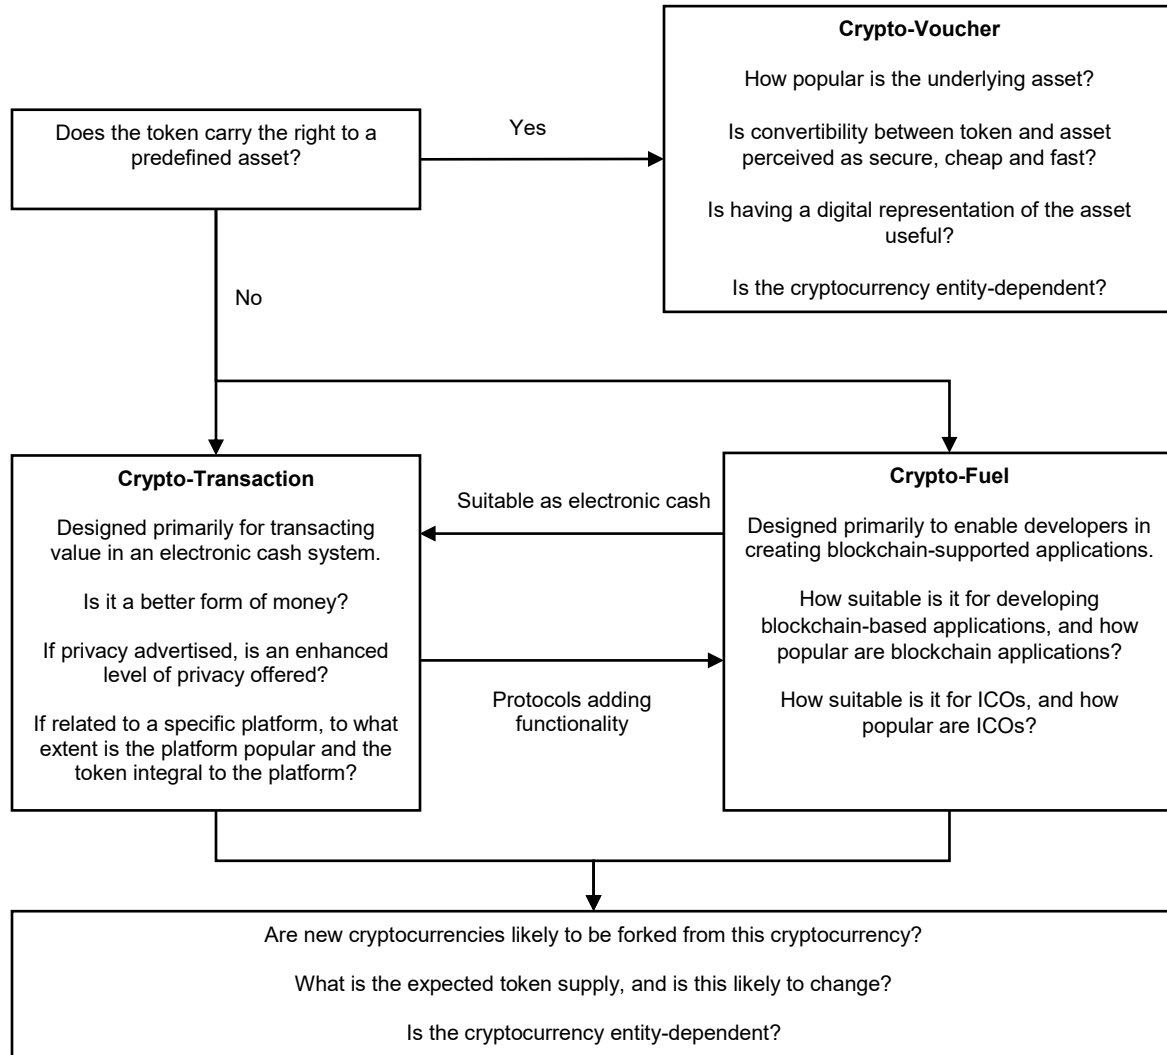 Crypto-Voucher
How popular is the underlying asset?
Is convertibility between token and asset
perceived as secure, cheap and fast?
Is having a digital representation of the asset
useful?
Is the cryptocurrency entity-dependent?
Does the token carry the right to a
predefined asset?
Yes
No
Crypto-Transaction
Designed primarily for transacting
value in an electronic cash system.
Is it a better form of money?
If privacy advertised, is an enhanced
level of privacy offered?
If related to a specific platform, to what
extent is the platform popular and the
token integral to the platform?
Suitable as electronic cash
Protocols adding
functionality
Crypto-Fuel
Designed primarily to enable developers in
creating blockchain-supported applications.
How suitable is it for developing
blockchain-based applications, and how
popular are blockchain applications?
How suitable is it for ICOs, and how
popular are ICOs?
Are new cryptocurrencies likely to be forked from this cryptocurrency?
What is the expected token supply, and is this likely to change?
Is the cryptocurrency entity-dependent?